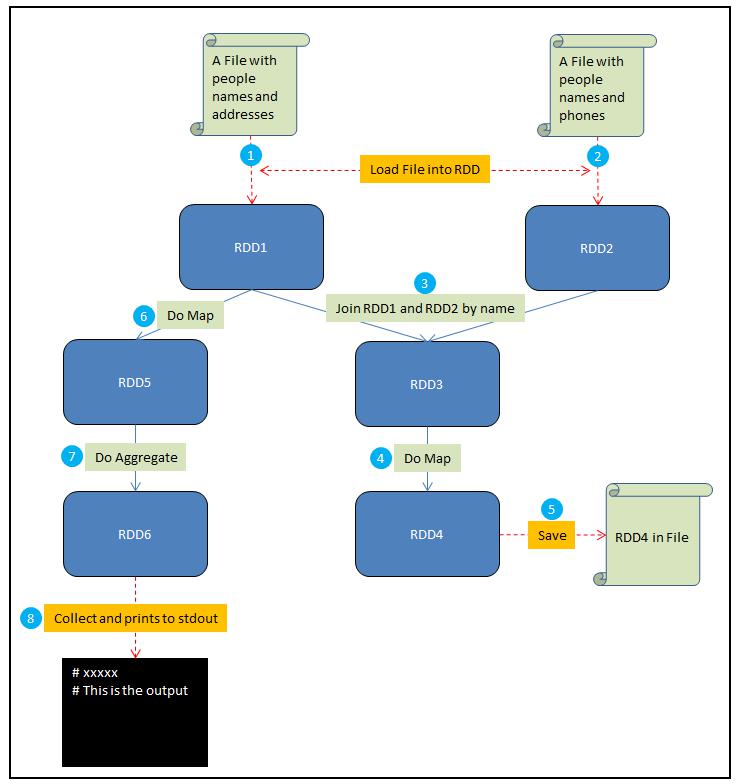 A File with
people
names and
addresses
A File with
people
names and
phones
1
2
Load File into RDD
RDD1
RDD2
3
6
Do Map
Join RDD1 and RDD2 by name
RDD5
RDD3
7
Do Aggregate
4
Do Map
5
RDD6
RDD4
Save
RDD4 in File
8
Collect and prints to stdout
# xxxxx
# This is the output